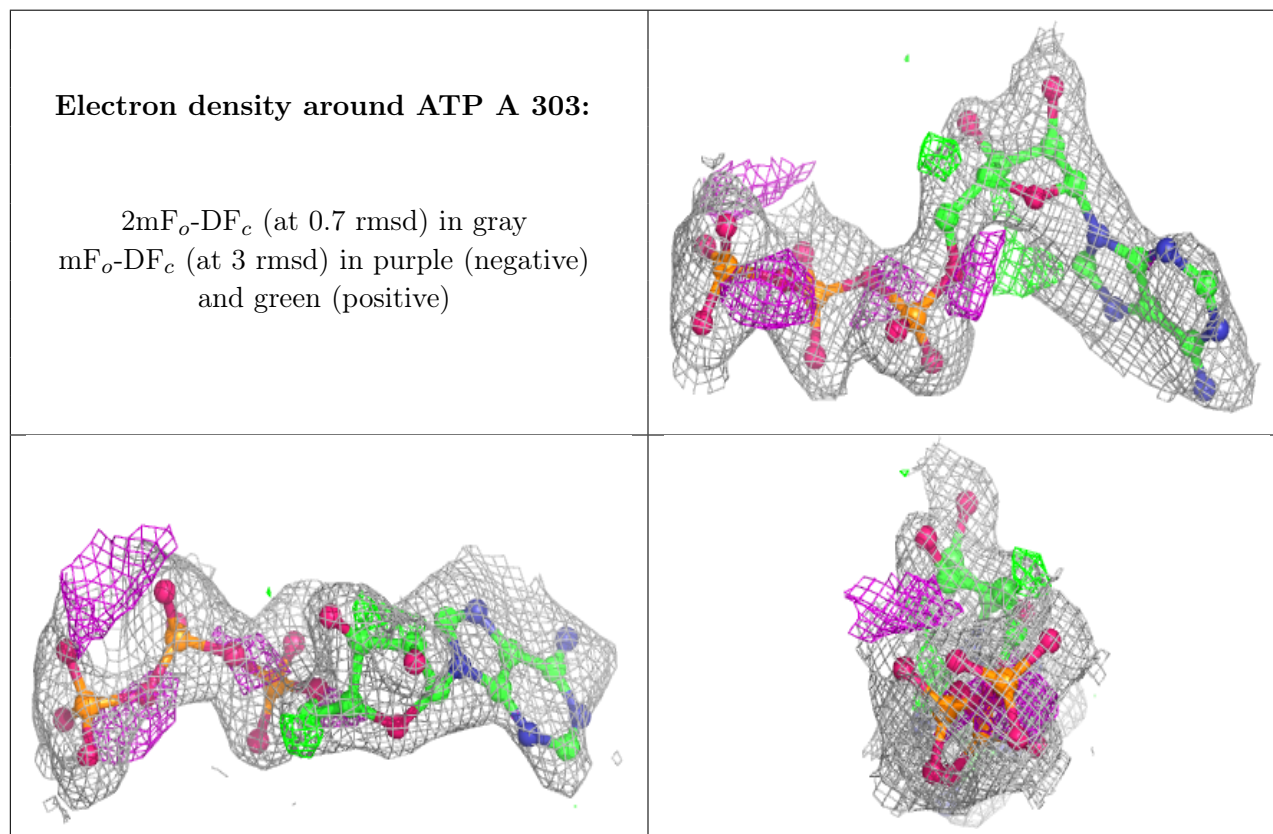 Electron density around ATP A 303:
2mFo-DFc (at 0.7 rmsd) in gray
mFo-DFc (at 3 rmsd) in purple (negative)
and green (positive)